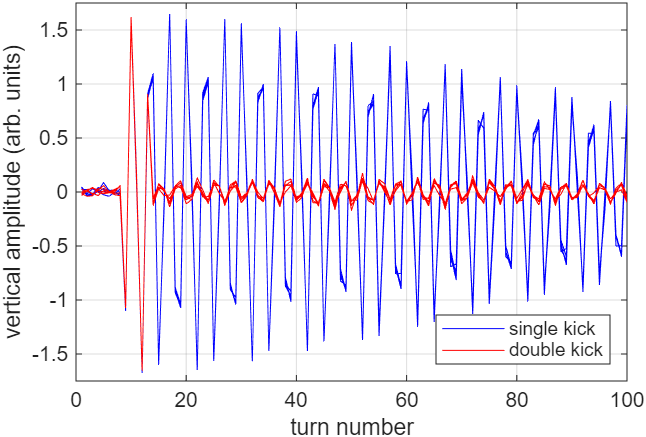 vertical amplitude (arb. units)
1.5
1
0.5
0
-0.5
-1
-1.5
single kick
double kick
0 20 40 60 80 100
turn number